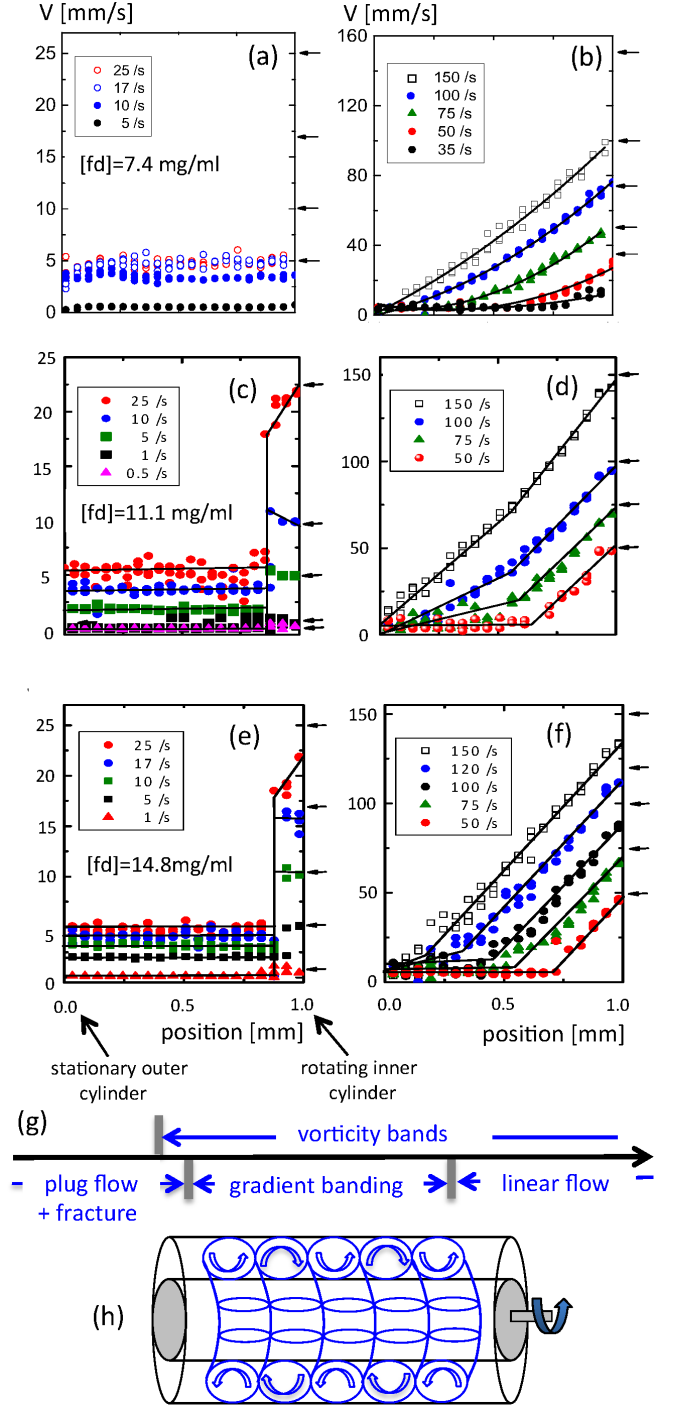 V [mm/s]
V [mm/s]
(a)
25
20
15
10
5
0
25 /s
17 /s
10 /s
5 /s
[fd]=7.4 mg/ml
(b)
160
120
80
40
0
150 /s
100 /s
75 /s
50 /s
35 /s
(c)
25
20
15
10
5
0
25 /s
10 /s
5 /s
1 /s
0.5 /s
[fd]=11.1 mg/ml
(d)
150
100
50
0
150 /s
100 /s
75 /s
50 /s
(e)
25
20
15
10
5
0
25 /s
17 /s
10 /s
5 /s
1 /s
[fd]=14.8mg/ml
0.0 0.5 1.0
position [mm]
(f)
150
100
50
0
150 /s
120 /s
100 /s
75 /s
50 /s
0.0 0.5 1.0
position [mm]
stationary outer
cylinder
rotating inner
cylinder
(g)
vorticity bands
plug flow
+ fracture
gradient banding
linear flow
(h)